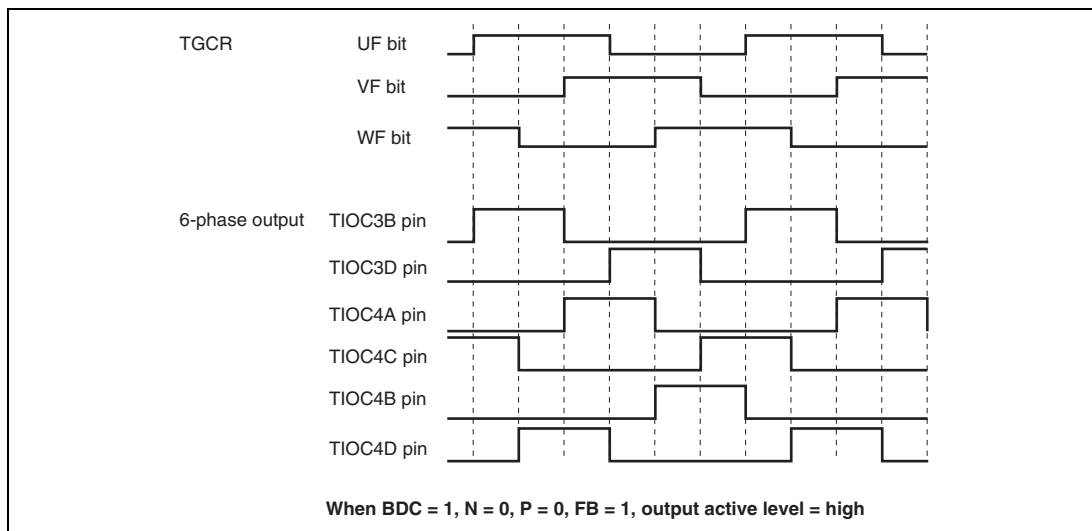 TGCR UF bit
VF bit
WF bit
6-phase output TIOC3B pin
TIOC3D pin
TIOC4A pin
TIOC4C pin
TIOC4B pin
TIOC4D pin
When BDC = 1, N = 0, P = 0, FB = 1, output active level = high